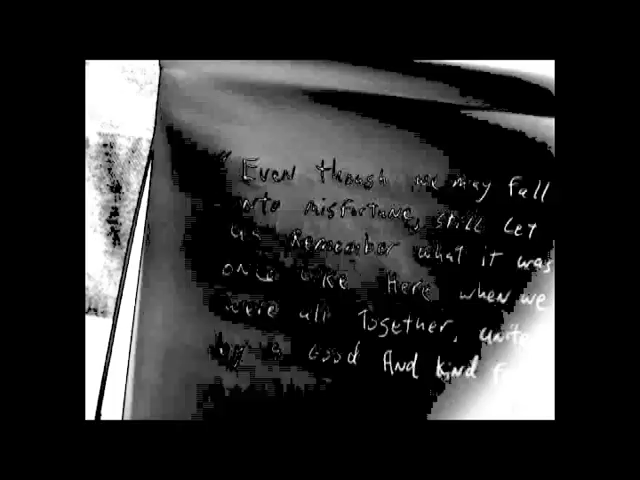 "Even though we may fall
into misfortune, still let
us Remember what it was
once like Here when we
were all Together,
by a Good And kind